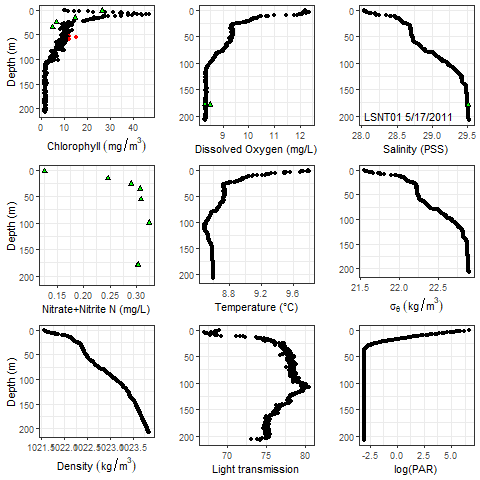 Depth (m)
0
50
100
150
200
0 10 20 30 40
Chlorophyll (mg/m³)
0
50
100
150
200
9 10 11 12
Dissolved Oxygen (mg/L)
0
50
100
150
200
LSNT01 5/17/2011
28.0 28.5 29.0 29.5
Salinity (PSS)
Depth (m)
0
50
100
150
200
0.15 0.20 0.25 0.30
Nitrate+Nitrite N (mg/L)
0
50
100
150
200
8.8 9.2 9.6
Temperature (°C)
0
50
100
150
200
21.5 22.0 22.5
σθ (kg/m³)
Depth (m)
0
50
100
150
200
1021.51022.01022.51023.01023.5
Density (kg/m³)
0
50
100
150
200
70 75 80
Light transmission
0
50
100
150
200
-2.5 0.0 2.5 5.0
log(PAR)